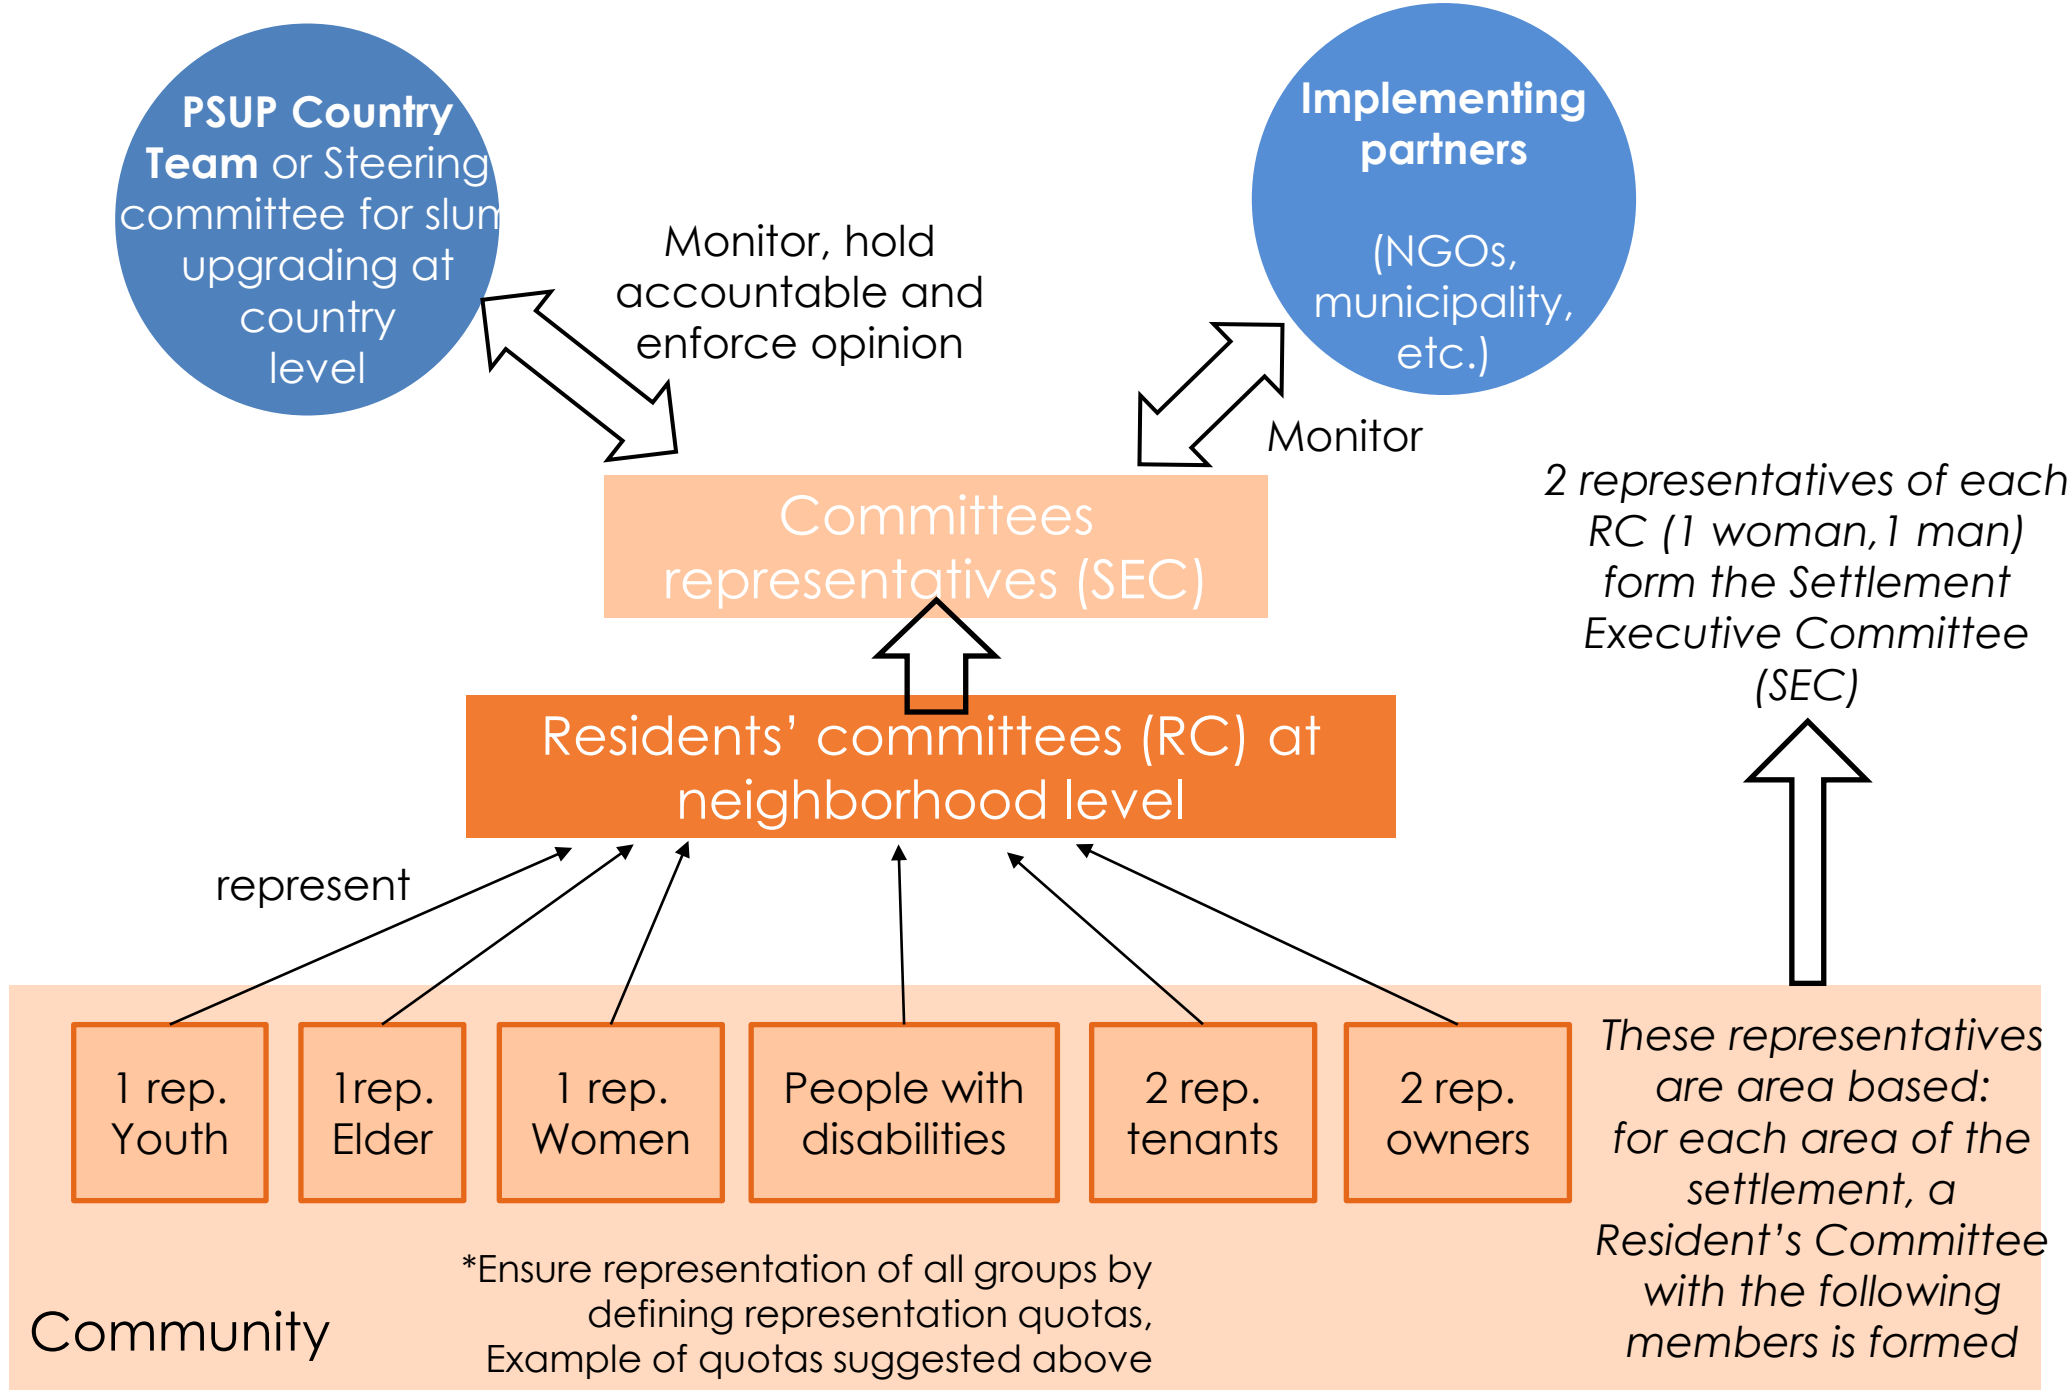 PSUP Country
Team or Steering
committee for slum
upgrading at
country
level
Implementing
partners
(NGOs,
municipality,
etc.)
Monitor, hold
accountable and
enforce opinion
Monitor
Committees
representatives (SEC)
2 representatives of each
RC (1 woman,1 man)
form the Settlement
Executive Committee
(SEC)
Residents’ committees (RC) at
neighborhood level
represent
1 rep.
Youth
1rep.
Elder
1 rep.
Women
People with
disabilities
2 rep.
tenants
2 rep.
owners
These representatives
are area based:
for each area of the
settlement, a
Resident’s Committee
with the following
members is formed
*Ensure representation of all groups by
defining representation quotas,
Example of quotas suggested above
Community